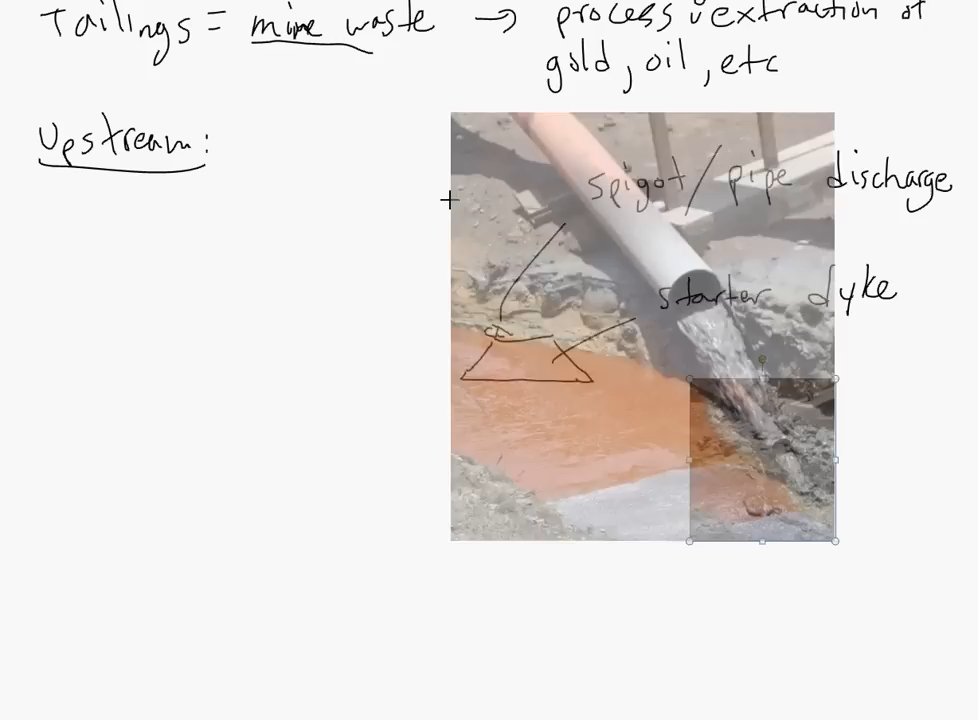 Tailings = mine waste → process extraction of
gold, oil, etc
Upstream:
spigot/pipe discharge
starter dyke